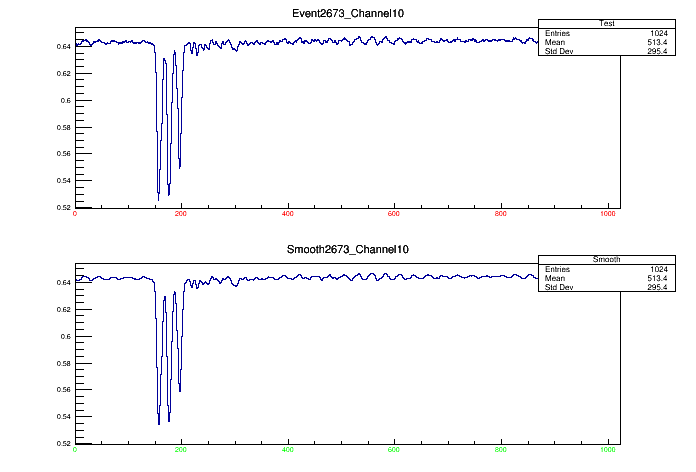 Event2673_Channel10
Test
Entries 1024
Mean 513.4
Std Dev 295.4
0.64
0.62
0.6
0.58
0.56
0.54
0.52
0 200 400 600 800 1000
Smooth2673_Channel10
Smooth
Entries 1024
Mean 513.4
Std Dev 295.4
0.64
0.62
0.6
0.58
0.56
0.54
0.52
0 200 400 600 800 1000